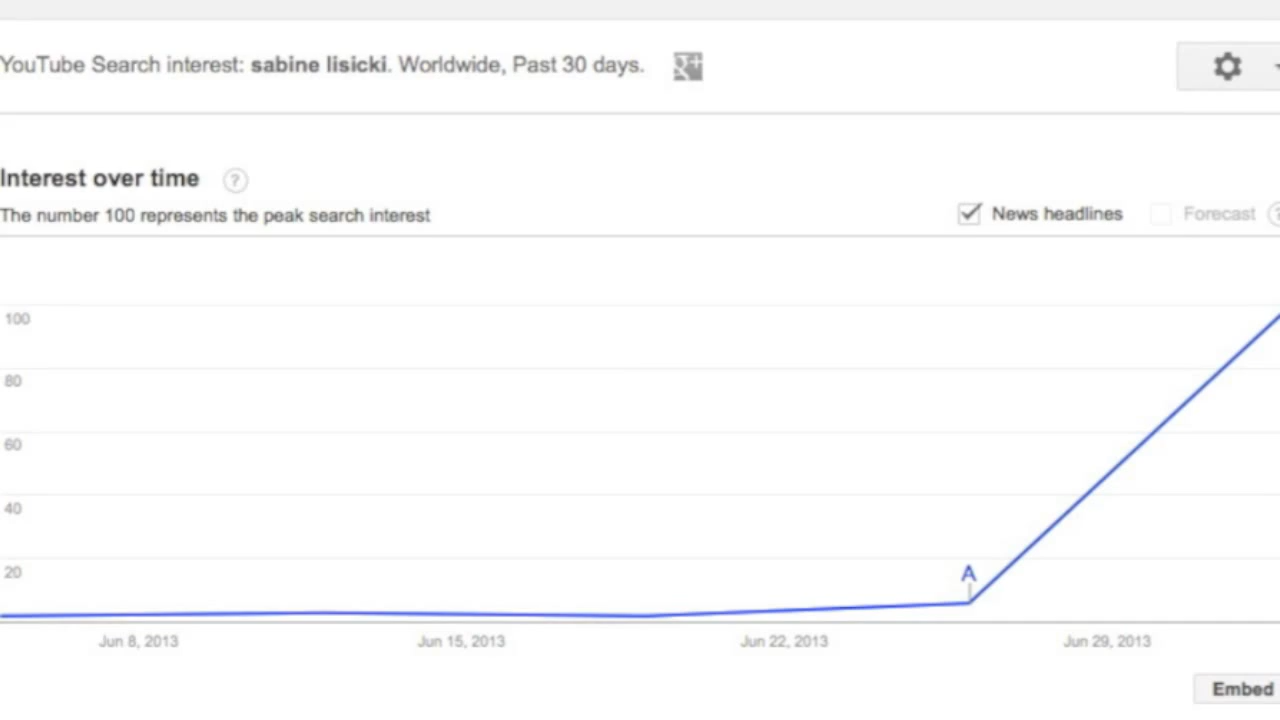 YouTube Search interest: sabine lisicki. Worldwide, Past 30 days.
Interest over time ?
The number 100 represents the peak search interest
News headlines Forecast ?
100
80
60
40
20
A
Jun 8, 2013 Jun 15, 2013 Jun 22, 2013 Jun 29, 2013
Embed